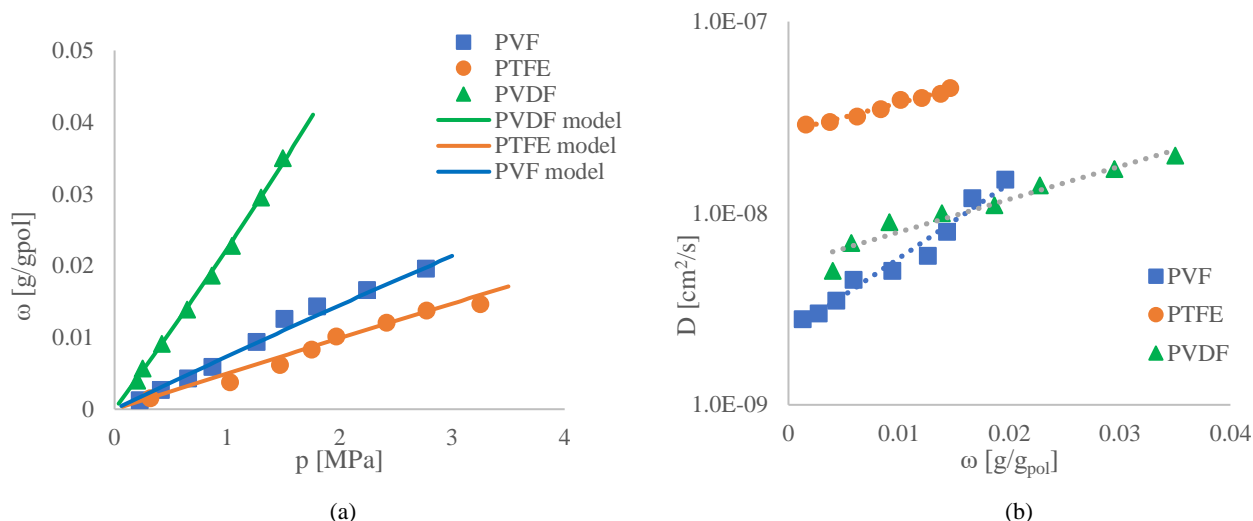 0.05
0.04
0.03
0.02
0.01
0
ω [g/gpol]
0
1
2
3
4
p [MPa]
PVF
PTFE
PVDF
PVDF model
PTFE model
PVF model
(a)
1.0E-07
1.0E-08
1.0E-09
D [cm²/s]
0
0.01
0.02
0.03
0.04
ω [g/gpol]
PVF
PTFE
PVDF
(b)